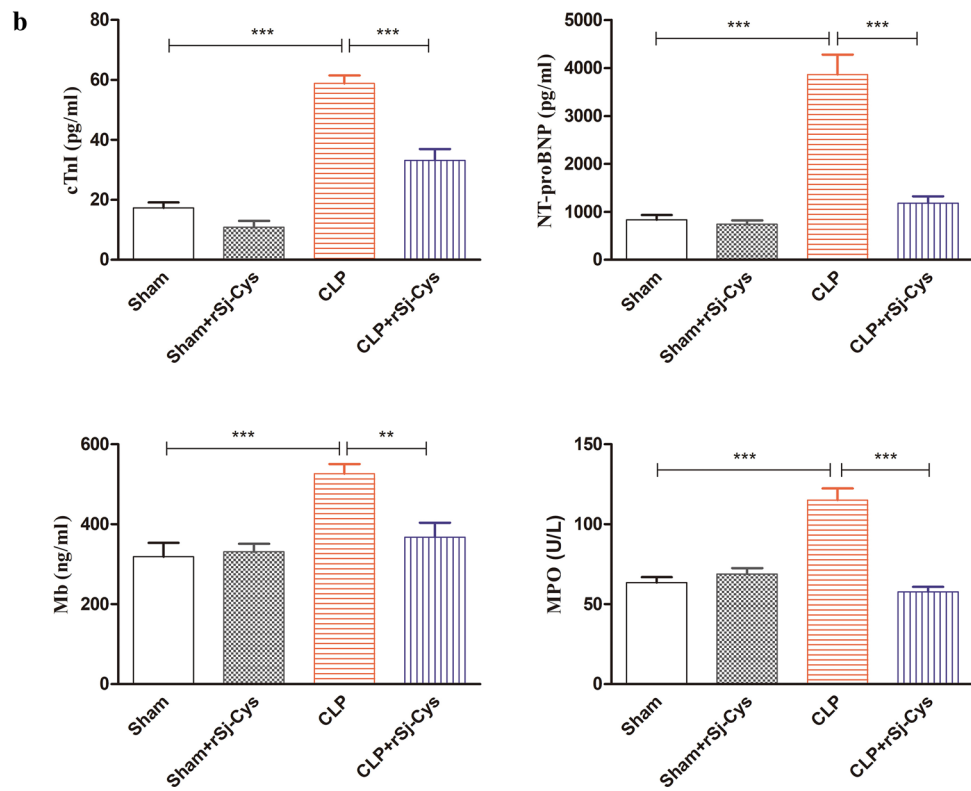 b
cTnI (pg/ml)
80
60
40
20
0
***
***
Sham
Sham+rSj-Cys
CLP
CLP+rSj-Cys
NT-proBNP (pg/ml)
5000
4000
3000
2000
1000
0
***
***
Sham
Sham+rSj-Cys
CLP
CLP+rSj-Cys
Mb (ng/ml)
600
400
200
0
***
**
Sham
Sham+rSj-Cys
CLP
CLP+rSj-Cys
MPO (U/L)
150
100
50
0
***
***
Sham
Sham+rSj-Cys
CLP
CLP+rSj-Cys